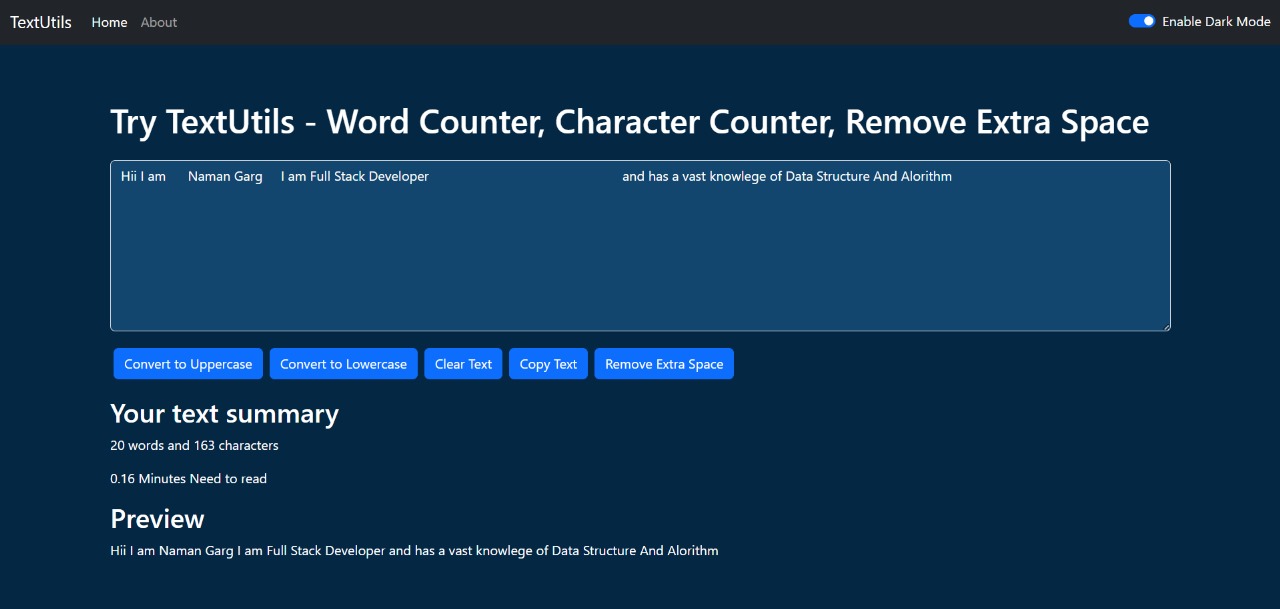 TextUtils Home About Enable Dark Mode
Try TextUtils - Word Counter, Character Counter, Remove Extra Space
Hii I am Naman Garg I am Full Stack Developer and has a vast knowlege of Data Structure And Alorithm
Convert to Uppercase Convert to Lowercase Clear Text Copy Text Remove Extra Space
Your text summary
20 words and 163 characters
0.16 Minutes Need to read
Preview
Hii I am Naman Garg I am Full Stack Developer and has a vast knowlege of Data Structure And Alorithm